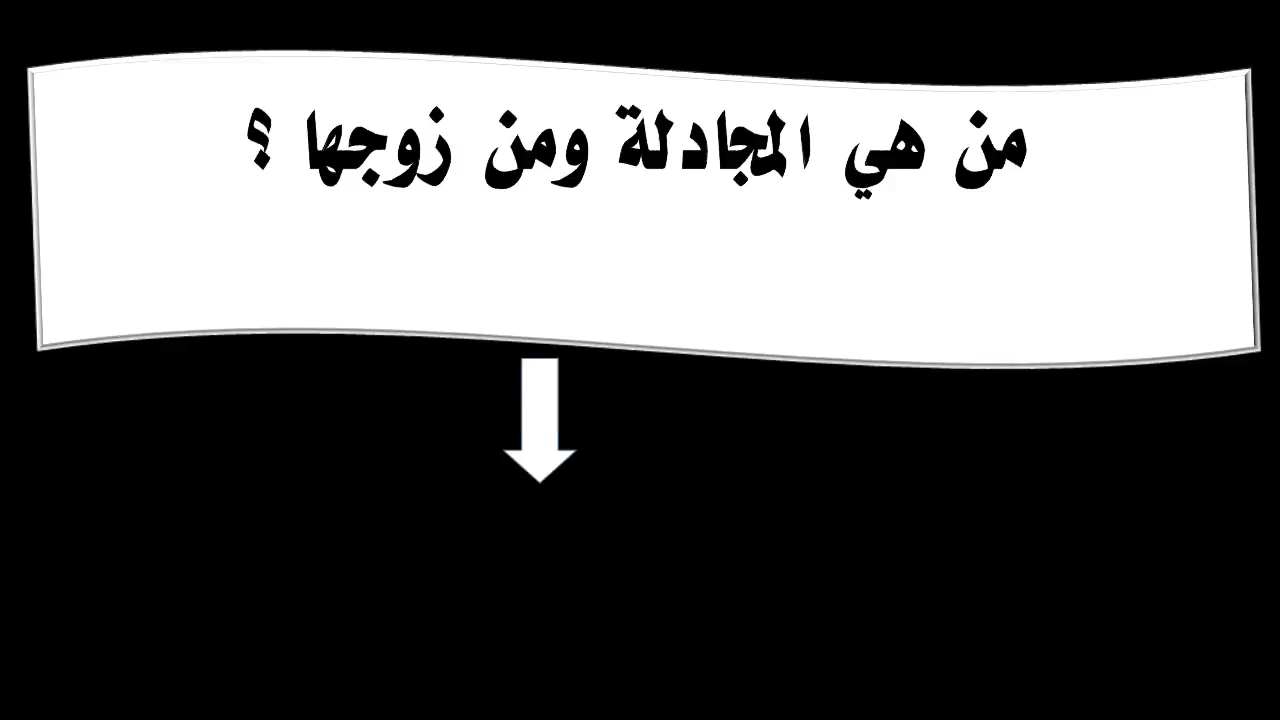 من هي المجادلة ومن زوجها ؟